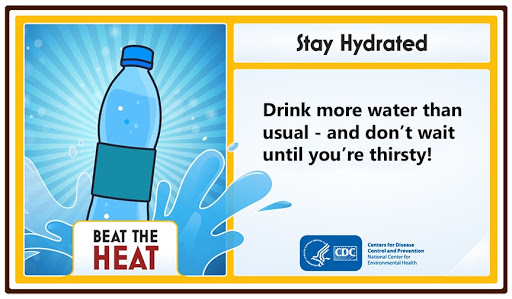 Stay Hydrated
Drink more water than
usual - and don't wait
until you're thirsty!
BEAT THE
HEAT
CDC
Centers for Disease
Control and Prevention
National Center for
Environmental Health